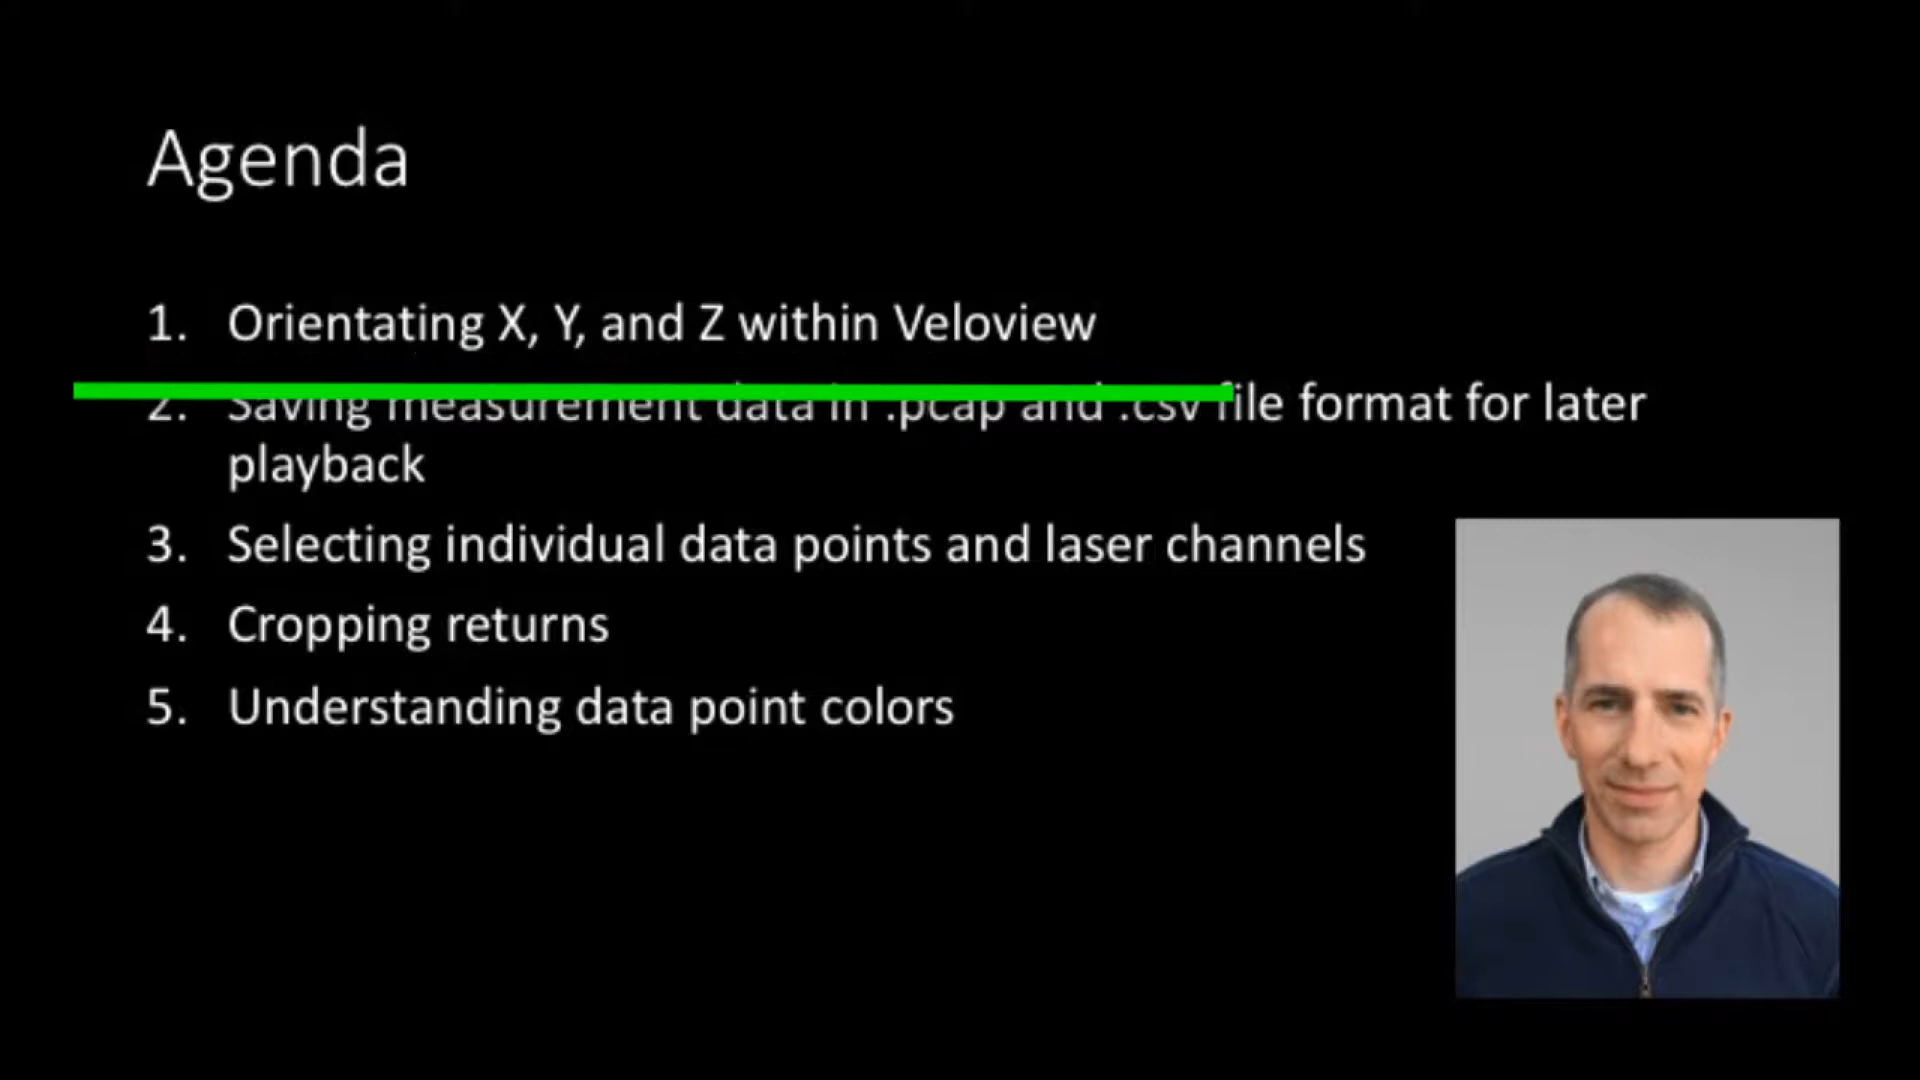 Agenda
1. Orientating X, Y, and Z within Veloview
2. Saving measurement data in .pcap and .csv file format for later
playback
3. Selecting individual data points and laser channels
4. Cropping returns
5. Understanding data point colors